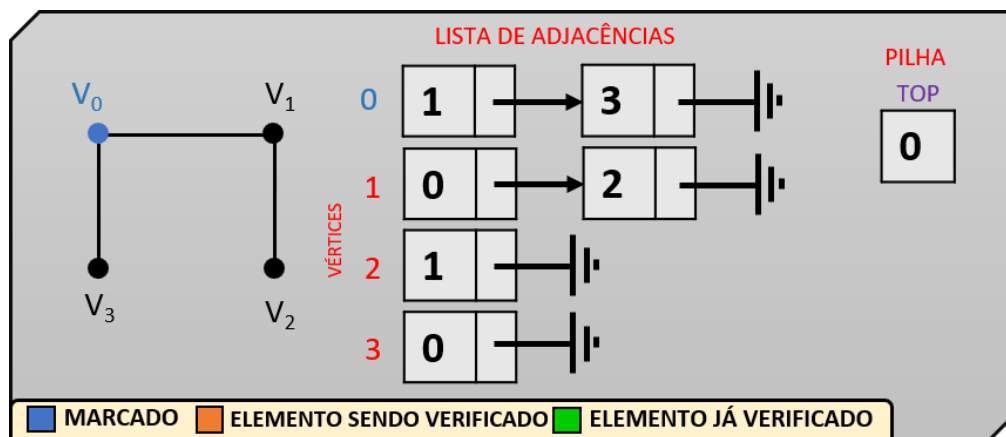 LISTA DE ADJACÊNCIAS
PILHA
TOP
V0 V1
0 1 3
0
1 0 2
VÉRTICES
2 1
V3 V2
3 0
MARCADO ELEMENTO SENDO VERIFICADO ELEMENTO JÁ VERIFICADO